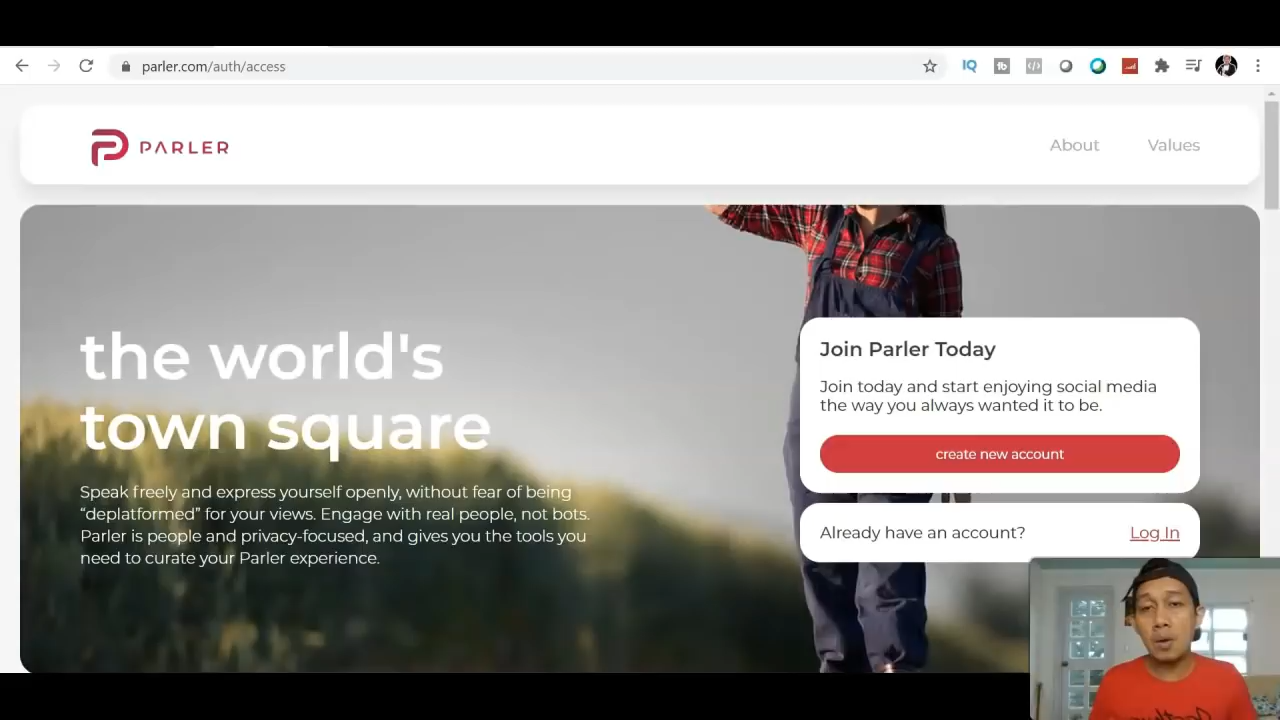 parler.com/auth/access
IQ
tb
</>
PARLER
About
Values
the world's
town square
Speak freely and express yourself openly, without fear of being
“deplatformed” for your views. Engage with real people, not bots.
Parler is people and privacy-focused, and gives you the tools you
need to curate your Parler experience.
Join Parler Today
Join today and start enjoying social media
the way you always wanted it to be.
create new account
Already have an account?
Log In